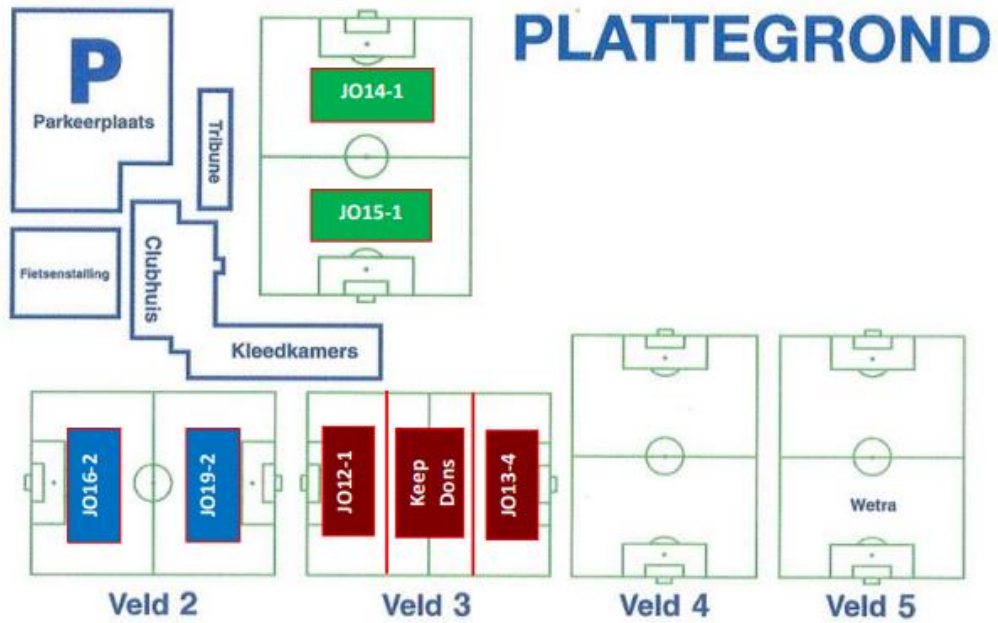 PLATTEGROND
P
Parkeerplaats
Tribune
JO14-1
JO15-1
Fietsenstalling
Clubhuis
Kleedkamers
JO16-2
JO19-2
Veld 2
JO12-1
Keep
Dons
JO13-4
Veld 3
Veld 4
Wetra
Veld 5